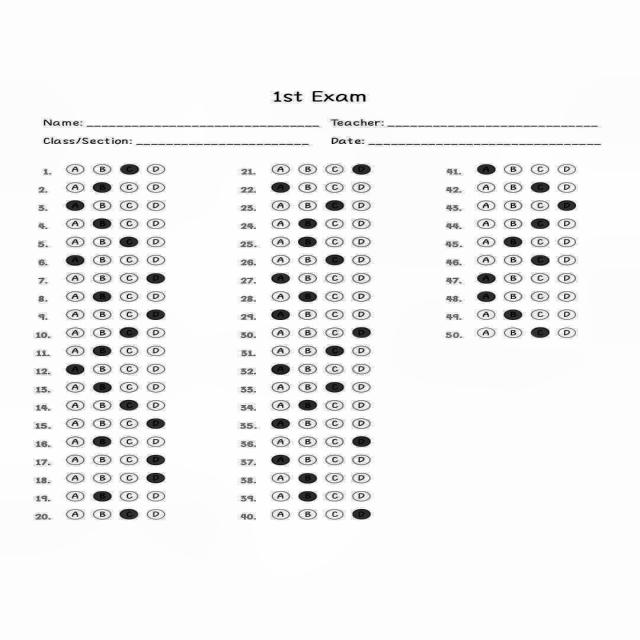 1st Exam
Name: ______________________________ Teacher: ___________________________
Class/Section: ______________________ Date: ______________________________
1. A B C D
2. A B C D
3. A B C D
4. A B C D
5. A B C D
6. A B C D
7. A B C D
8. A B C D
9. A B C D
10. A B C D
11. A B C D
12. A B C D
13. A B C D
14. A B C D
15. A B C D
16. A B C D
17. A B C D
18. A B C D
19. A B C D
20. A B C D
21. A B C D
22. A B C D
23. A B C D
24. A B C D
25. A B C D
26. A B C D
27. A B C D
28. A B C D
29. A B C D
30. A B C D
31. A B C D
32. A B C D
33. A B C D
34. A B C D
35. A B C D
36. A B C D
37. A B C D
38. A B C D
39. A B C D
40. A B C D
41. A B C D
42. A B C D
43. A B C D
44. A B C D
45. A B C D
46. A B C D
47. A B C D
48. A B C D
49. A B C D
50. A B C D